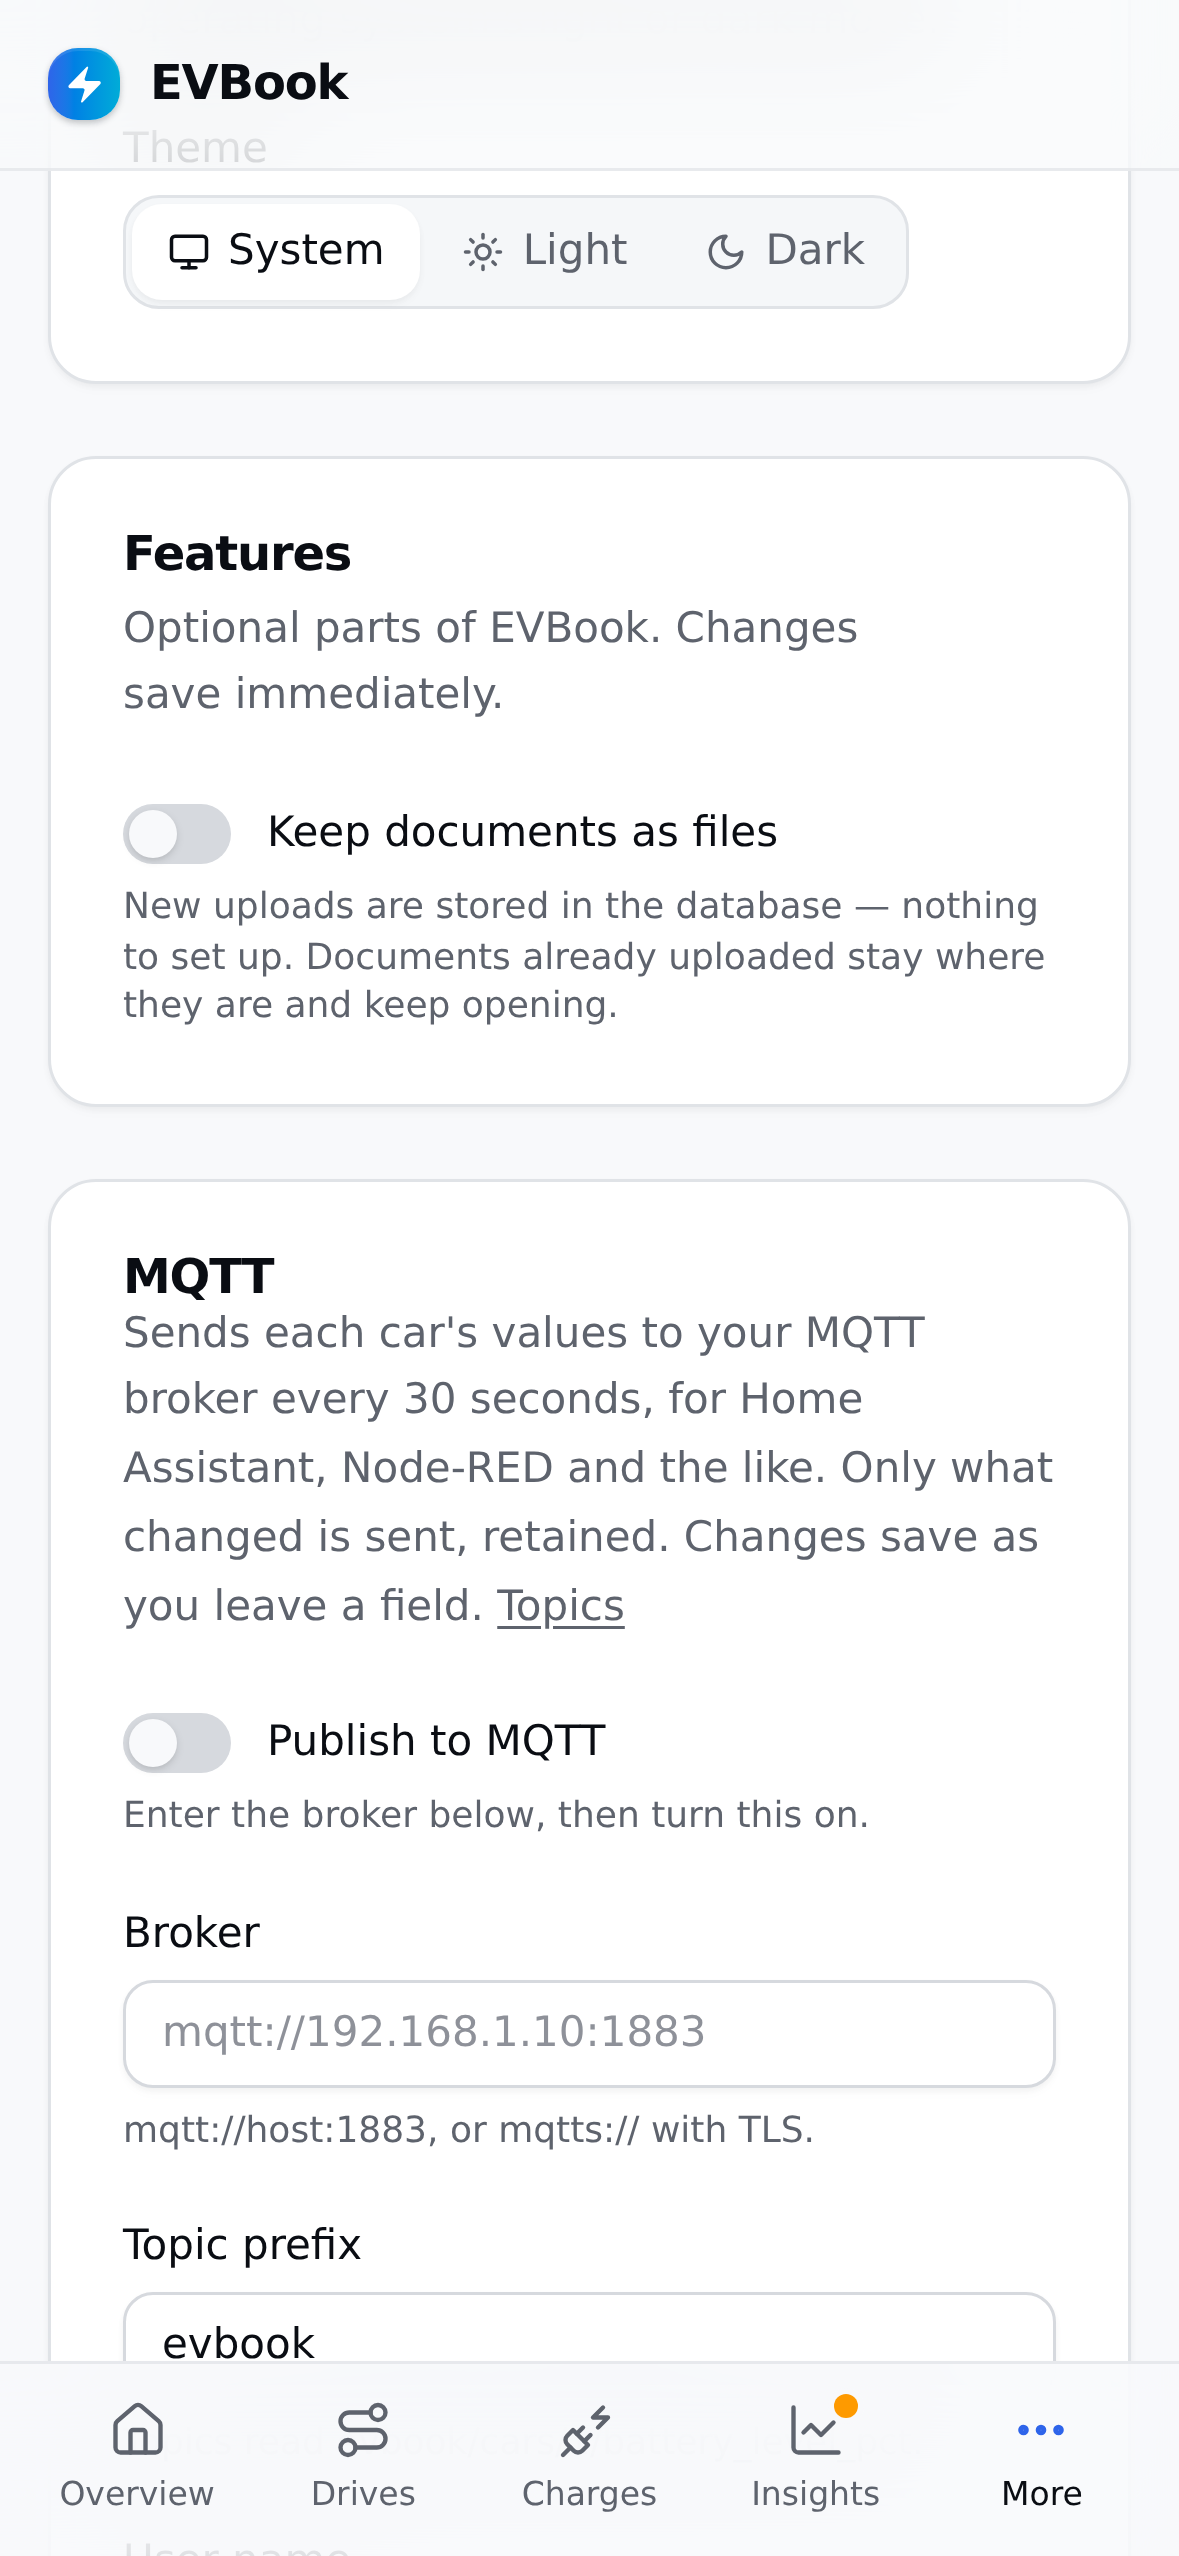 EVBook
Theme
System
Light
Dark
Features
Optional parts of EVBook. Changes
save immediately.
Keep documents as files
New uploads are stored in the database — nothing
to set up. Documents already uploaded stay where
they are and keep opening.
MQTT
Sends each car's values to your MQTT
broker every 30 seconds, for Home
Assistant, Node-RED and the like. Only what
changed is sent, retained. Changes save as
you leave a field. Topics
Publish to MQTT
Enter the broker below, then turn this on.
Broker
mqtt://192.168.1.10:1883
mqtt://host:1883, or mqtts:// with TLS.
Topic prefix
evbook
Overview
Drives
Charges
Insights
More
User name